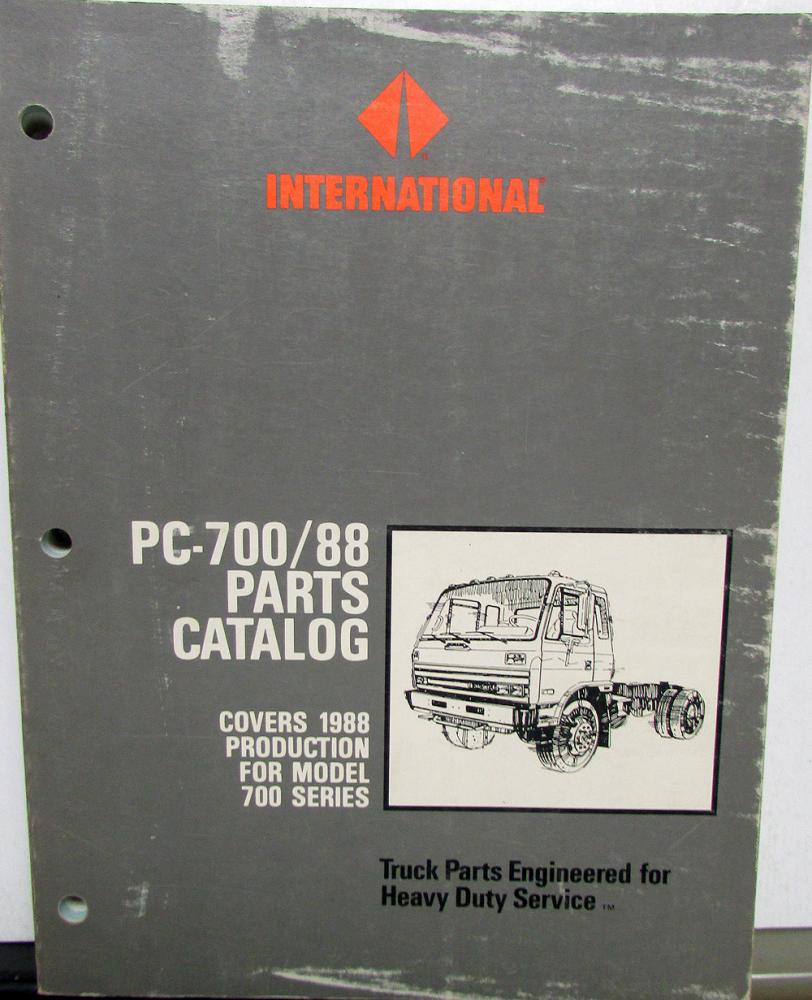 INTERNATIONAL®
PC-700/88
PARTS
CATALOG
COVERS 1988
PRODUCTION
FOR MODEL
700 SERIES
Truck Parts Engineered for
Heavy Duty Service ™